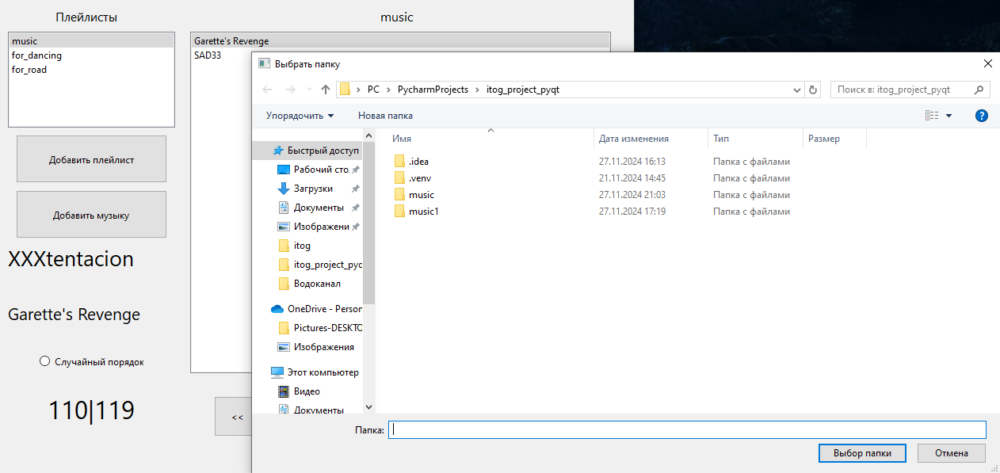 Плейлисты
music
for_dancing
for_road
Добавить плейлист
Добавить музыку
XXXtentacion
Garette's Revenge
Случайный порядок
110|119
music
Garette's Revenge
SAD33
<<
Выбрать папку
PC
PycharmProjects
itog_project_pyqt
Поиск в: itog_project_pyqt
Упорядочить
Новая папка
?
Быстрый доступ
Рабочий сто.
Загрузки
Документы
Изображени
itog
itog_project_pyq
Водоканал
OneDrive - Person
Pictures-DESKTO
Изображения
Этот компьютер
Видео
Документы
Имя Дата изменения Тип Размер
.idea 27.11.2024 16:13 Папка с файлами
.venv 21.11.2024 14:45 Папка с файлами
music 27.11.2024 21:03 Папка с файлами
music1 27.11.2024 17:19 Папка с файлами
Папка:
Выбор папки
Отмена